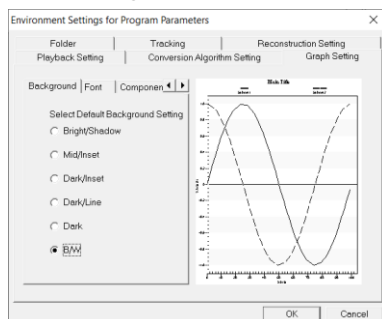 Environment Settings for Program Parameters
Folder Tracking Reconstruction Setting
Playback Setting Conversion Algorithm Setting Graph Setting
Background Font Componen
Select Default Background Setting
Bright/Shadow
Mid/Inset
Dark/Inset
Dark/Line
Dark
B/W
Main Title
OK Cancel